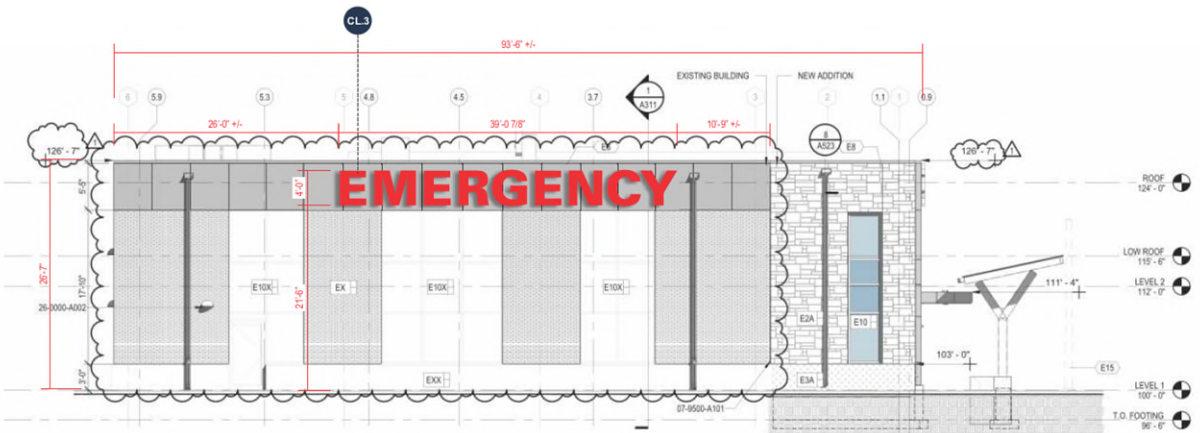 CL.3
93'-6" +/-
EXISTING BUILDING
NEW ADDITION
1
A311
6
5.9
5.3
5
4.8
4.5
4
3.7
3
2
1.1
1
0.9
26'-0" +/-
39'-0 7/8"
10'-9" +/-
8
A523
E8
126' - 7"
1
126' - 7"
1
EMERGENCY
4'-0"
ROOF
124' - 0"
26'-7"
17'-10"
21'-6"
3'-0"
LOW ROOF
115' - 6"
LEVEL 2
112' - 0"
111' - 4"
E10X
EX
E10X
E10X
26-0000-A002
E2A
E10
103' - 0"
E15
EXX
E3A
07-9500-A101
LEVEL 1
100' - 0"
T.O. FOOTING
96' - 6"